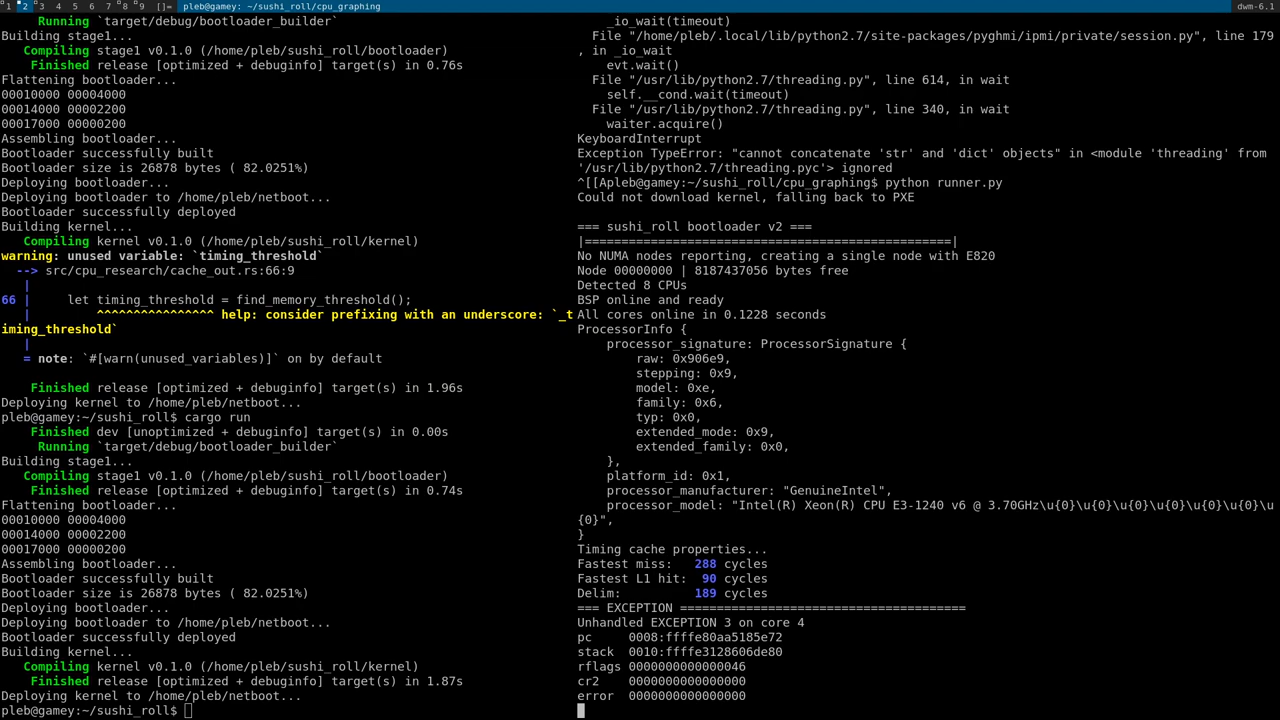 1 2 3 4 5 6 7 8 9 []= pleb@gamey: ~/sushi_roll/cpu_graphing dwm-6.1
Running `target/debug/bootloader_builder`
Building stage1...
Compiling stage1 v0.1.0 (/home/pleb/sushi_roll/bootloader)
Finished release [optimized + debuginfo] target(s) in 0.76s
Flattening bootloader...
00010000 00004000
00014000 00002200
00017000 00000200
Assembling bootloader...
Bootloader successfully built
Bootloader size is 26878 bytes ( 82.0251%)
Deploying bootloader...
Deploying bootloader to /home/pleb/netboot...
Bootloader successfully deployed
Building kernel...
Compiling kernel v0.1.0 (/home/pleb/sushi_roll/kernel)
warning: unused variable: `timing_threshold`
--> src/cpu_research/cache_out.rs:66:9
|
66 |     let timing_threshold = find_memory_threshold();
|         ^^^^^^^^^^^^^^^^ help: consider prefixing with an underscore: `_t
iming_threshold`
|
= note: `#[warn(unused_variables)]` on by default
Finished release [optimized + debuginfo] target(s) in 1.96s
Deploying kernel to /home/pleb/netboot...
pleb@gamey:~/sushi_roll$ cargo run
Finished dev [unoptimized + debuginfo] target(s) in 0.00s
Running `target/debug/bootloader_builder`
Building stage1...
Compiling stage1 v0.1.0 (/home/pleb/sushi_roll/bootloader)
Finished release [optimized + debuginfo] target(s) in 0.74s
Flattening bootloader...
00010000 00004000
00014000 00002200
00017000 00000200
Assembling bootloader...
Bootloader successfully built
Bootloader size is 26878 bytes ( 82.0251%)
Deploying bootloader...
Deploying bootloader to /home/pleb/netboot...
Bootloader successfully deployed
Building kernel...
Compiling kernel v0.1.0 (/home/pleb/sushi_roll/kernel)
Finished release [optimized + debuginfo] target(s) in 1.87s
Deploying kernel to /home/pleb/netboot...
pleb@gamey:~/sushi_roll$
_io_wait(timeout)
File "/home/pleb/.local/lib/python2.7/site-packages/pyghmi/ipmi/private/session.py", line 179
, in _io_wait
evt.wait()
File "/usr/lib/python2.7/threading.py", line 614, in wait
self.__cond.wait(timeout)
File "/usr/lib/python2.7/threading.py", line 340, in wait
waiter.acquire()
KeyboardInterrupt
Exception TypeError: "cannot concatenate 'str' and 'dict' objects" in <module 'threading' from
'/usr/lib/python2.7/threading.pyc'> ignored
^[[Apleb@gamey:~/sushi_roll/cpu_graphing$ python runner.py
Could not download kernel, falling back to PXE
=== sushi_roll bootloader v2 ===
|==================================================|
No NUMA nodes reporting, creating a single node with E820
Node 00000000 | 8187437056 bytes free
Detected 8 CPUs
BSP online and ready
All cores online in 0.1228 seconds
ProcessorInfo {
processor_signature: ProcessorSignature {
raw: 0x906e9,
stepping: 0x9,
model: 0xe,
family: 0x6,
typ: 0x0,
extended_mode: 0x9,
extended_family: 0x0,
},
platform_id: 0x1,
processor_manufacturer: "GenuineIntel",
processor_model: "Intel(R) Xeon(R) CPU E3-1240 v6 @ 3.70GHz\u{0}\u{0}\u{0}\u{0}\u{0}\u{0}\u
{0}",
}
Timing cache properties...
Fastest miss:   288 cycles
Fastest L1 hit:  90 cycles
Delim:          189 cycles
=== EXCEPTION =======================================
Unhandled EXCEPTION 3 on core 4
pc     0008:ffffe80aa5185e72
stack  0010:ffffe3128606de80
rflags 0000000000000046
cr2    0000000000000000
error  0000000000000000